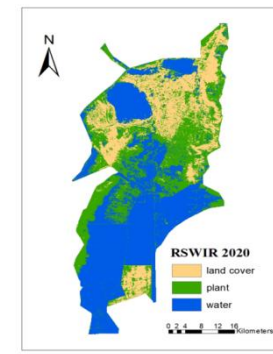 N
RSWIR 2020
land cover
plant
water
0 2 4 8 12 16
Kilometers